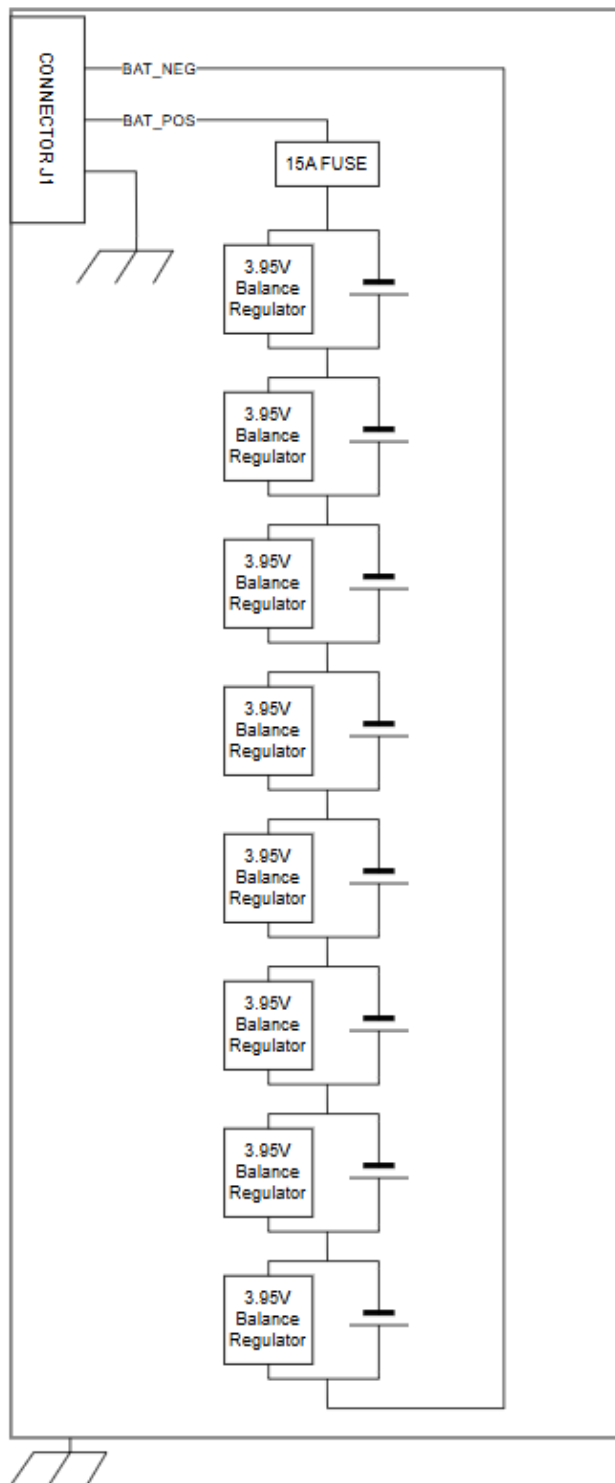 CONNECTOR J1
BAT_NEG
BAT_POS
15A FUSE
3.95V
Balance
Regulator
3.95V
Balance
Regulator
3.95V
Balance
Regulator
3.95V
Balance
Regulator
3.95V
Balance
Regulator
3.95V
Balance
Regulator
3.95V
Balance
Regulator
3.95V
Balance
Regulator